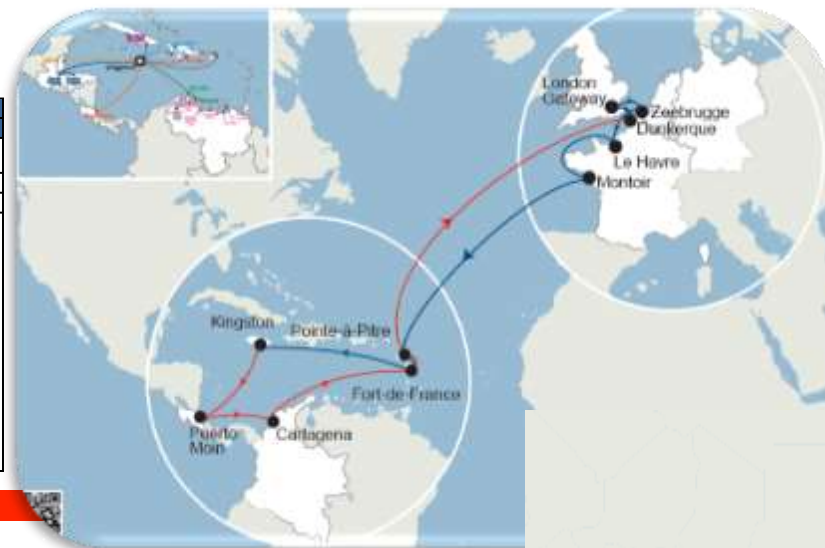 London
Gateway
Zeebrugge
Dunkerque
Le Havre
Montoir
Kingston
Pointe-à-Pitre
Fort-de-France
Puerto
Moin
Cartagena